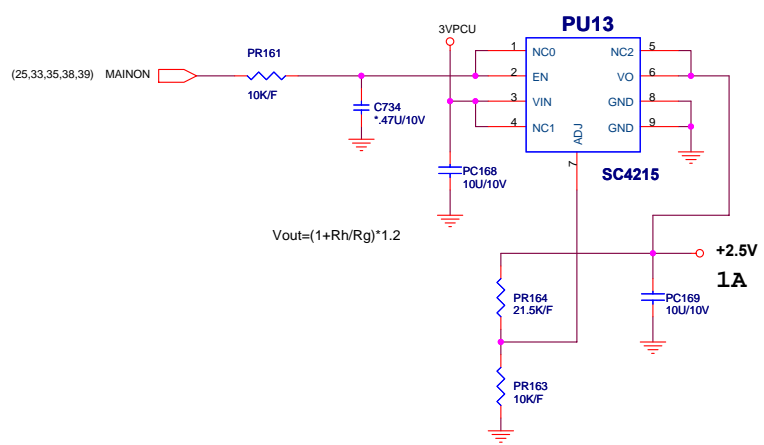 PU13
3VPCU
PR161
(25,33,35,38,39) MAINON
10K/F
C734
*.47U/10V
1 NC0 NC2 5
2 EN VO 6
3 VIN GND 8
4 NC1 GND 9
ADJ
7
SC4215
PC168
10U/10V
Vout=(1+Rh/Rg)*1.2
+2.5V
1A
PR164
21.5K/F
PC169
10U/10V
PR163
10K/F